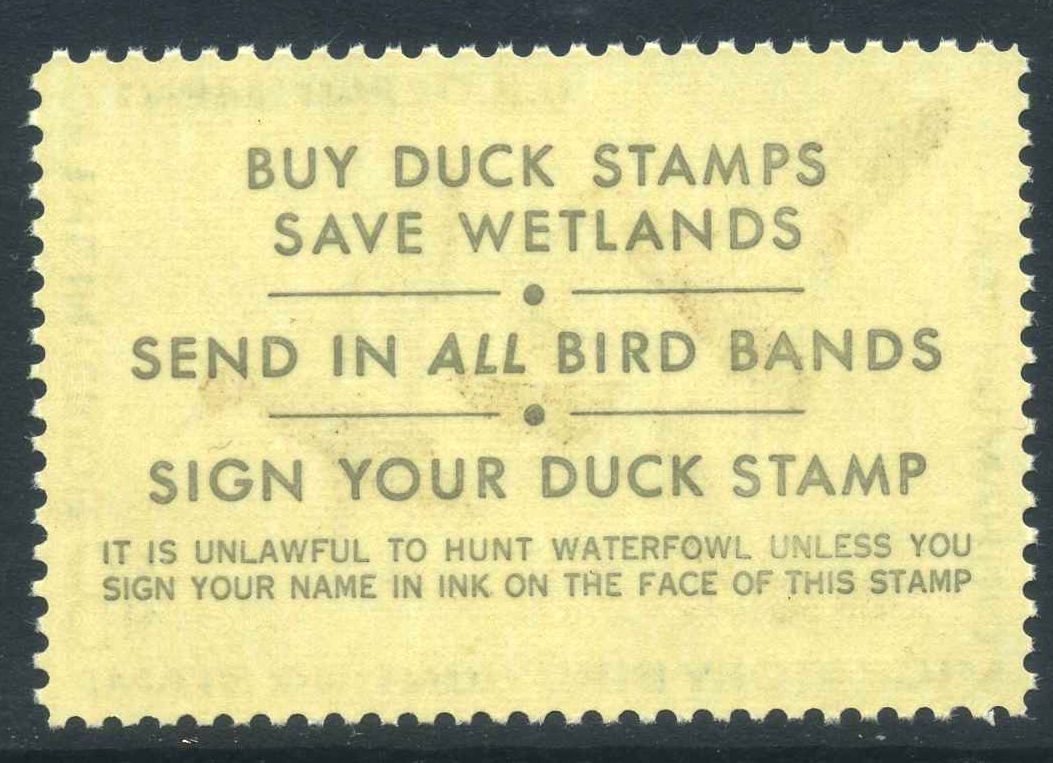 BUY DUCK STAMPS
SAVE WETLANDS
SEND IN ALL BIRD BANDS
SIGN YOUR DUCK STAMP
IT IS UNLAWFUL TO HUNT WATERFOWL UNLESS YOU
SIGN YOUR NAME IN INK ON THE FACE OF THIS STAMP